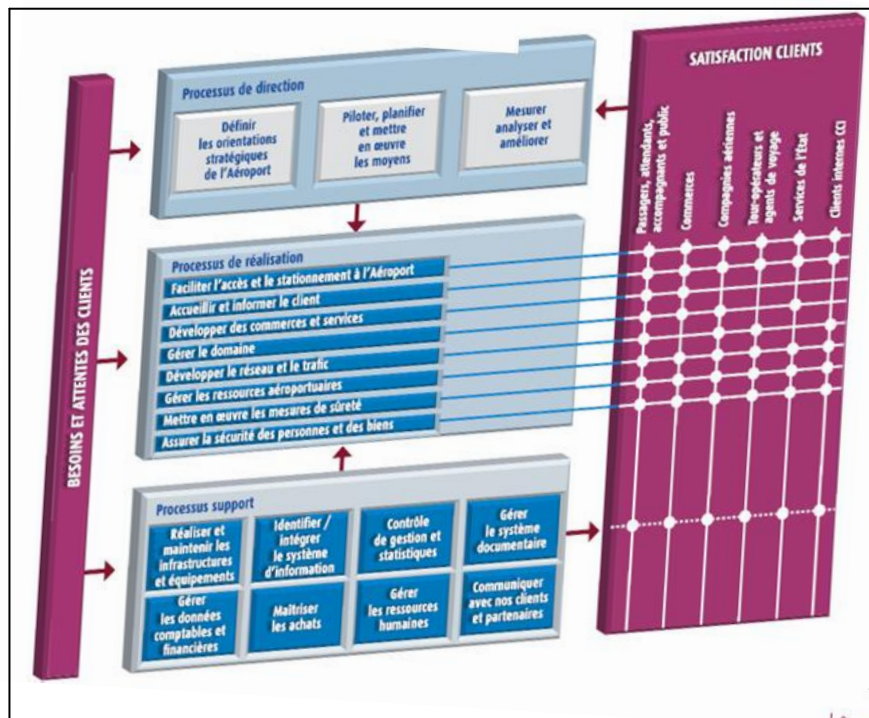 BESOINS ET ATTENTES DES CLIENTS
Processus de direction
Définir
les orientations
stratégiques
de l'Aéroport
Piloter, planifier
et mettre
en œuvre
les moyens
Mesurer
analyser et
améliorer
Processus de réalisation
Faciliter l'accès et le stationnement à l'Aéroport
Accueillir et informer le client
Développer des commerces et services
Gérer le domaine
Développer le réseau et le trafic
Gérer les ressources aéroportuaires
Mettre en œuvre les mesures de sûreté
Assurer la sécurité des personnes et des biens
Processus support
Réaliser et
maintenir les
infrastructures
et équipements
Identifier /
intégrer
le système
d'information
Contrôle
de gestion et
statistiques
Gérer
le système
documentaire
Gérer
les données
comptables et
financières
Maîtriser
les achats
Gérer
les ressources
humaines
Communiquer
avec nos clients
et partenaires
SATISFACTION CLIENTS
Passagers, attendants,
accompagnants et public
Commerces
Compagnies aériennes
Tour-opérateurs et
agents de voyage
Services de l'État
Clients internes CCI